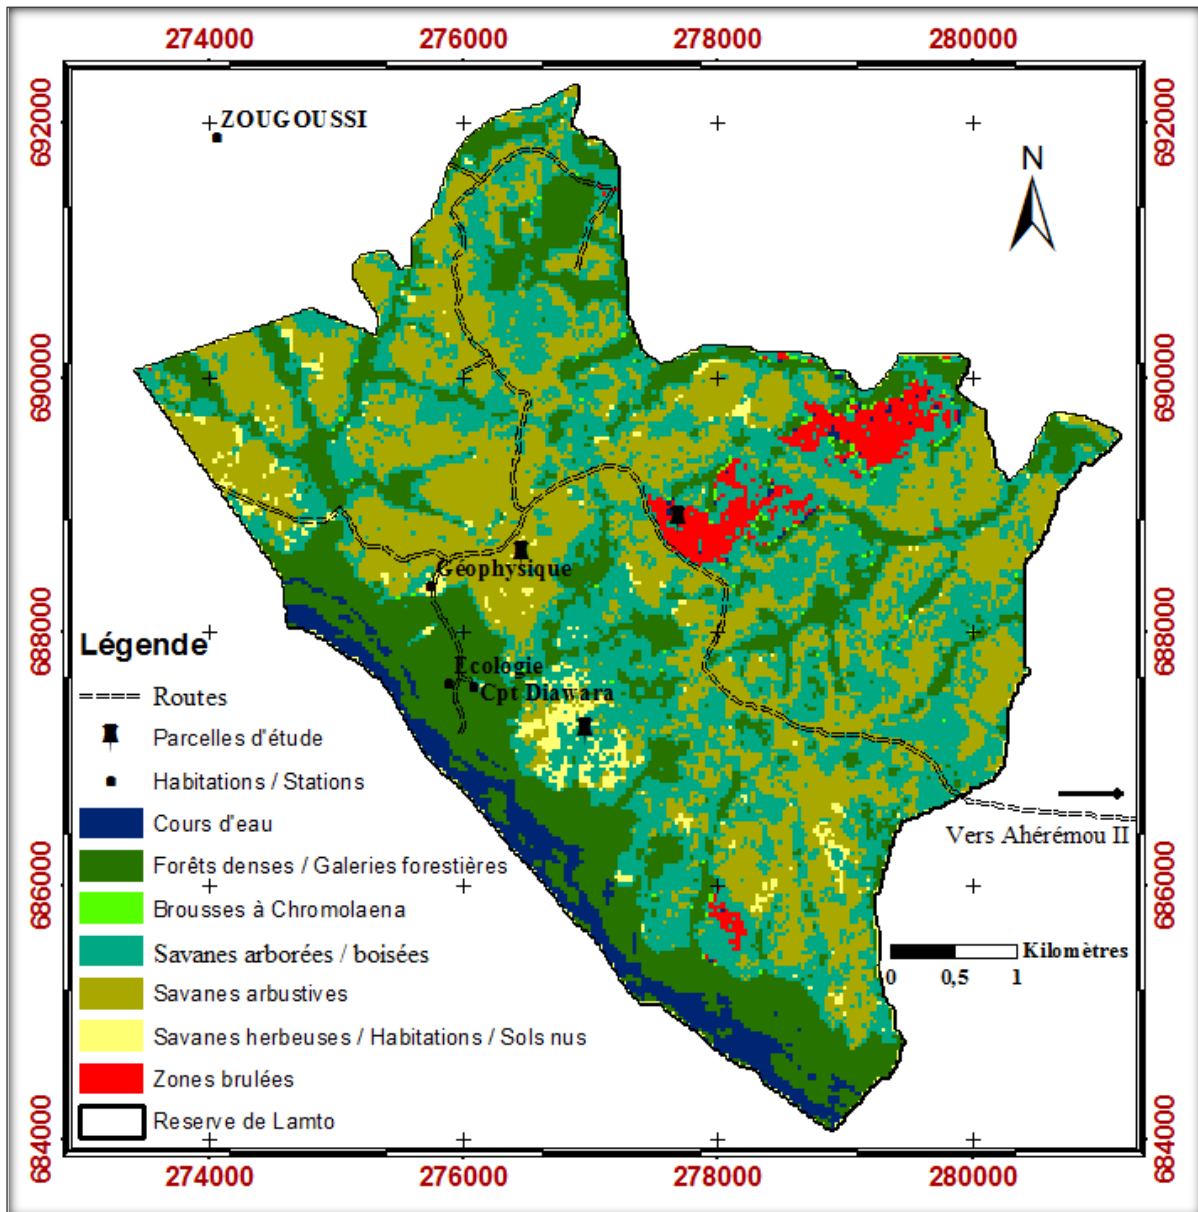 274000 276000 278000 280000
692000
692000
ZOUGOUSSI
N
690000
690000
Géophysique
688000
688000
Légende
Ecologie
Cpt Diawara
Routes
Parcelles d'étude
Habitations / Stations
Cours d'eau
Vers Ahérémou II
Forêts denses / Galeries forestières
686000
686000
Brousses à Chromolaena
Savanes arborées / boisées
Kilomètres
0 0,5 1
Savanes arbustives
Savanes herbeuses / Habitations / Sols nus
Zones brulées
Reserve de Lamto
684000
684000
274000 276000 278000 280000